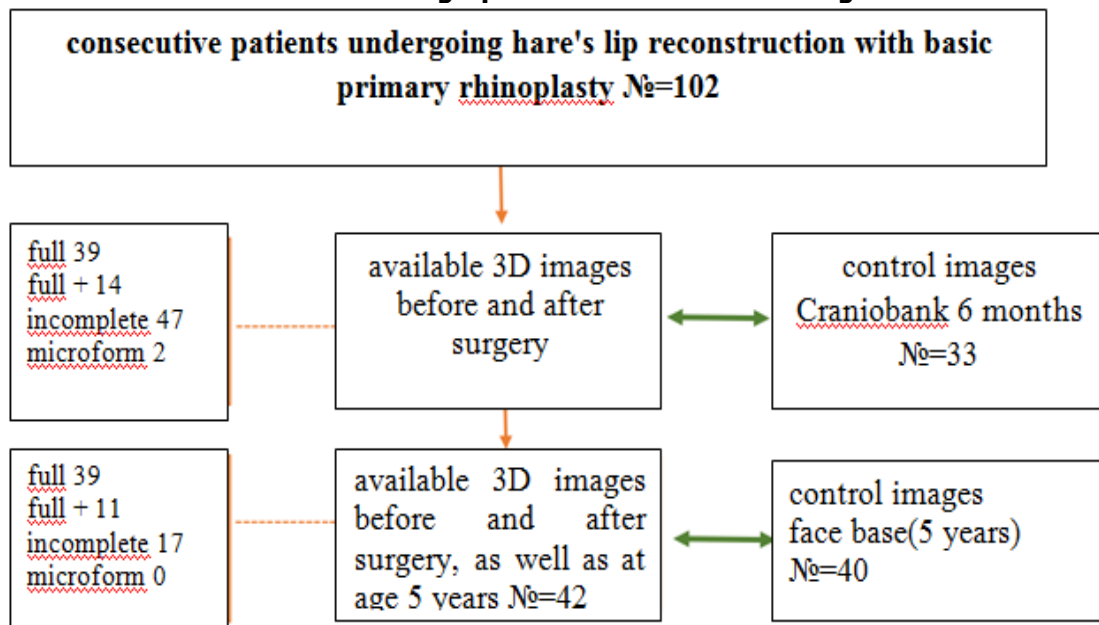 consecutive patients undergoing hare's lip reconstruction with basic
primary rhinoplasty №=102
full 39
full + 14
incomplete 47
microform 2
available 3D images
before and after
surgery
control images
Craniobank 6 months
№=33
full 39
full + 11
incomplete 17
microform 0
available 3D images
before and after
surgery, as well as at
age 5 years №=42
control images
face base(5 years)
№=40